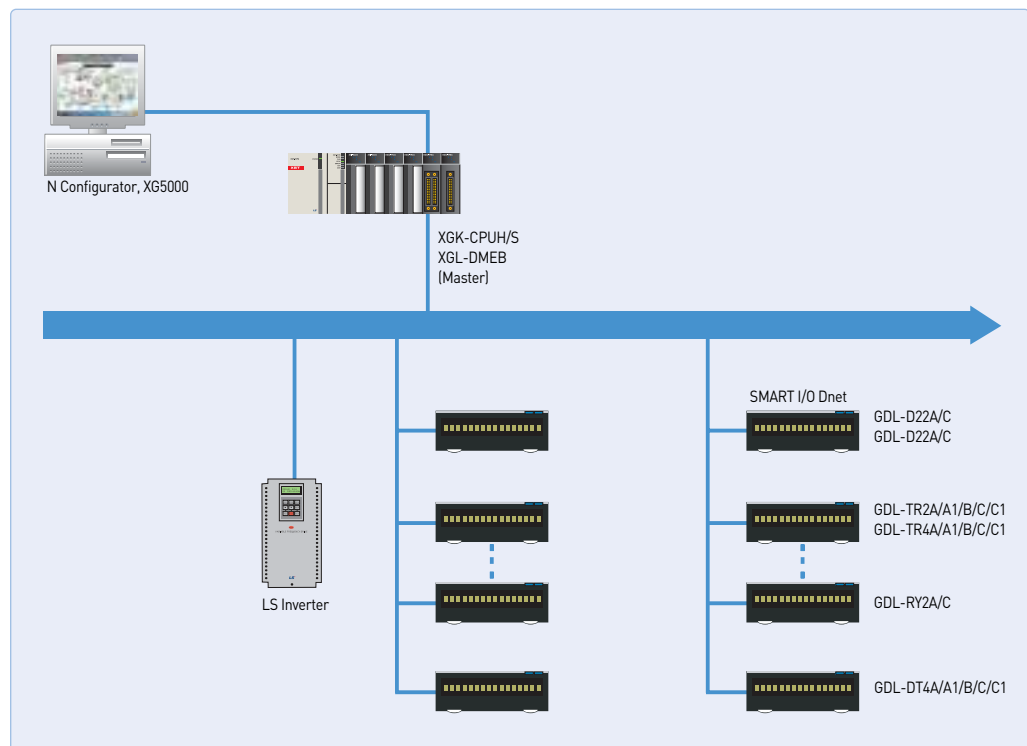 N Configurator, XG5000
XGK-CPUH/S
XGL-DMEB
(Master)
SMART I/O Dnet
GDL-D22A/C
GDL-D22A/C
GDL-TR2A/A1/B/C/C1
GDL-TR4A/A1/B/C/C1
LS Inverter
GDL-RY2A/C
GDL-DT4A/A1/B/C/C1